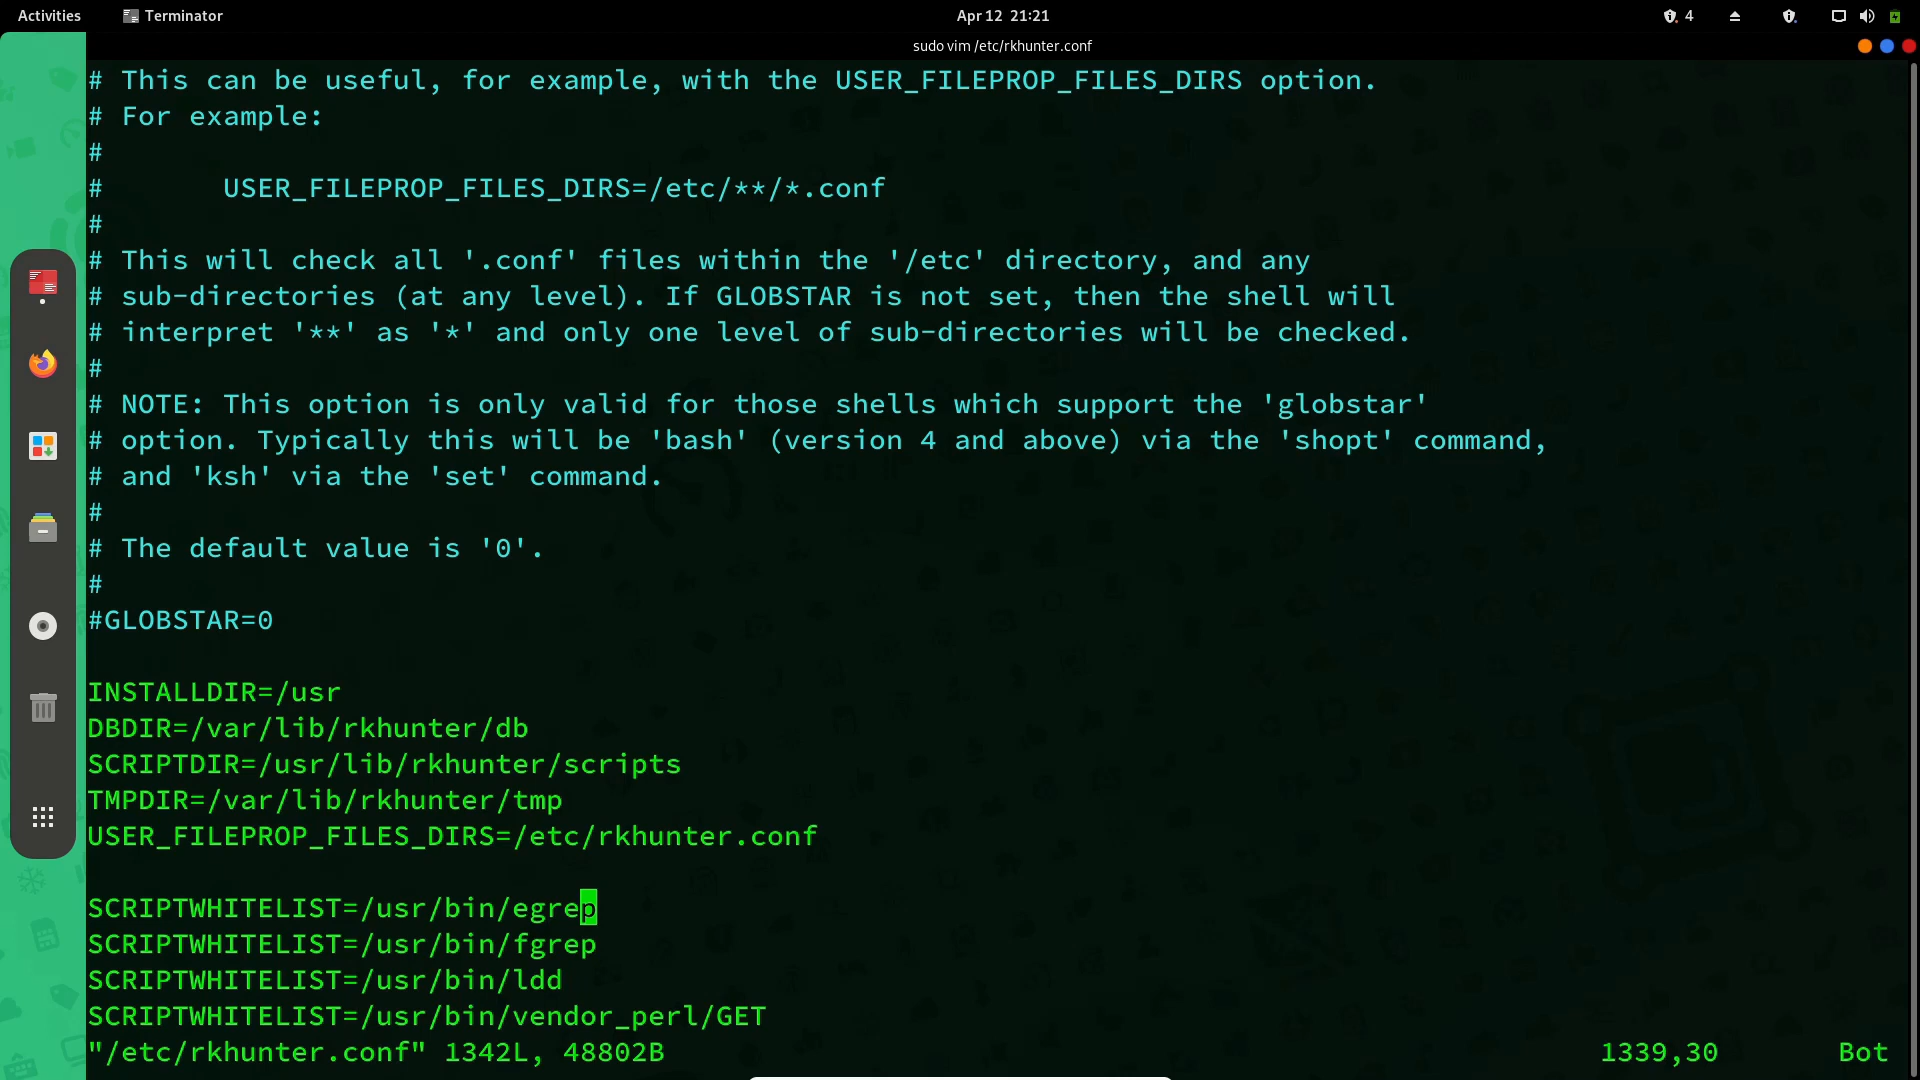 Activities Terminator Apr 12 21:21 4
sudo vim /etc/rkhunter.conf
# This can be useful, for example, with the USER_FILEPROP_FILES_DIRS option.
# For example:
#
#       USER_FILEPROP_FILES_DIRS=/etc/**/*.conf
#
# This will check all '.conf' files within the '/etc' directory, and any
# sub-directories (at any level). If GLOBSTAR is not set, then the shell will
# interpret '**' as '*' and only one level of sub-directories will be checked.
#
# NOTE: This option is only valid for those shells which support the 'globstar'
# option. Typically this will be 'bash' (version 4 and above) via the 'shopt' command,
# and 'ksh' via the 'set' command.
#
# The default value is '0'.
#
#GLOBSTAR=0
INSTALLDIR=/usr
DBDIR=/var/lib/rkhunter/db
SCRIPTDIR=/usr/lib/rkhunter/scripts
TMPDIR=/var/lib/rkhunter/tmp
USER_FILEPROP_FILES_DIRS=/etc/rkhunter.conf
SCRIPTWHITELIST=/usr/bin/egrep
SCRIPTWHITELIST=/usr/bin/fgrep
SCRIPTWHITELIST=/usr/bin/ldd
SCRIPTWHITELIST=/usr/bin/vendor_perl/GET
"/etc/rkhunter.conf" 1342L, 48802B 1339,30 Bot